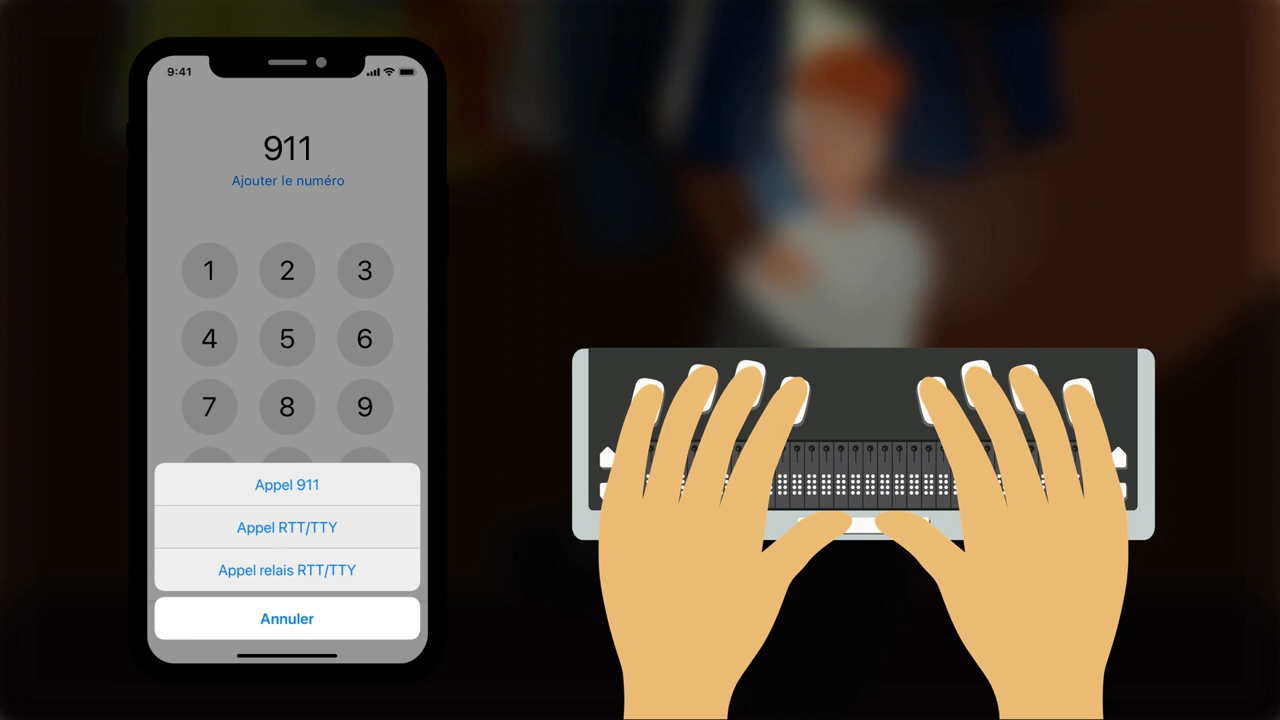 9:41
911
Ajouter le numéro
1 2 3
4 5 6
7 8 9
Appel 911
Appel RTT/TTY
Appel relais RTT/TTY
Annuler